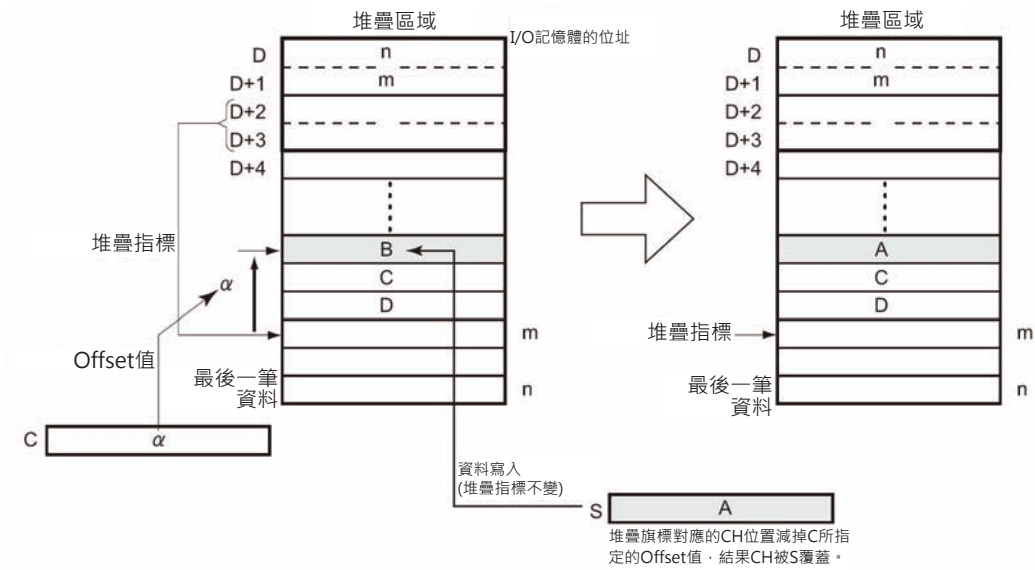 堆疊區域
I/O記憶體的位址
D
n
D+1
m
D+2
D+3
D+4
堆疊指標
B
α
C
D
m
Offset值
最後一筆
資料
n
C
α
資料寫入
(堆疊指標不變)
S
A
堆疊旗標對應的CH位置減掉C所指
定的Offset值，結果CH被S覆蓋。
堆疊區域
D
n
D+1
m
D+2
D+3
D+4
A
C
D
堆疊指標
m
最後一筆
資料
n